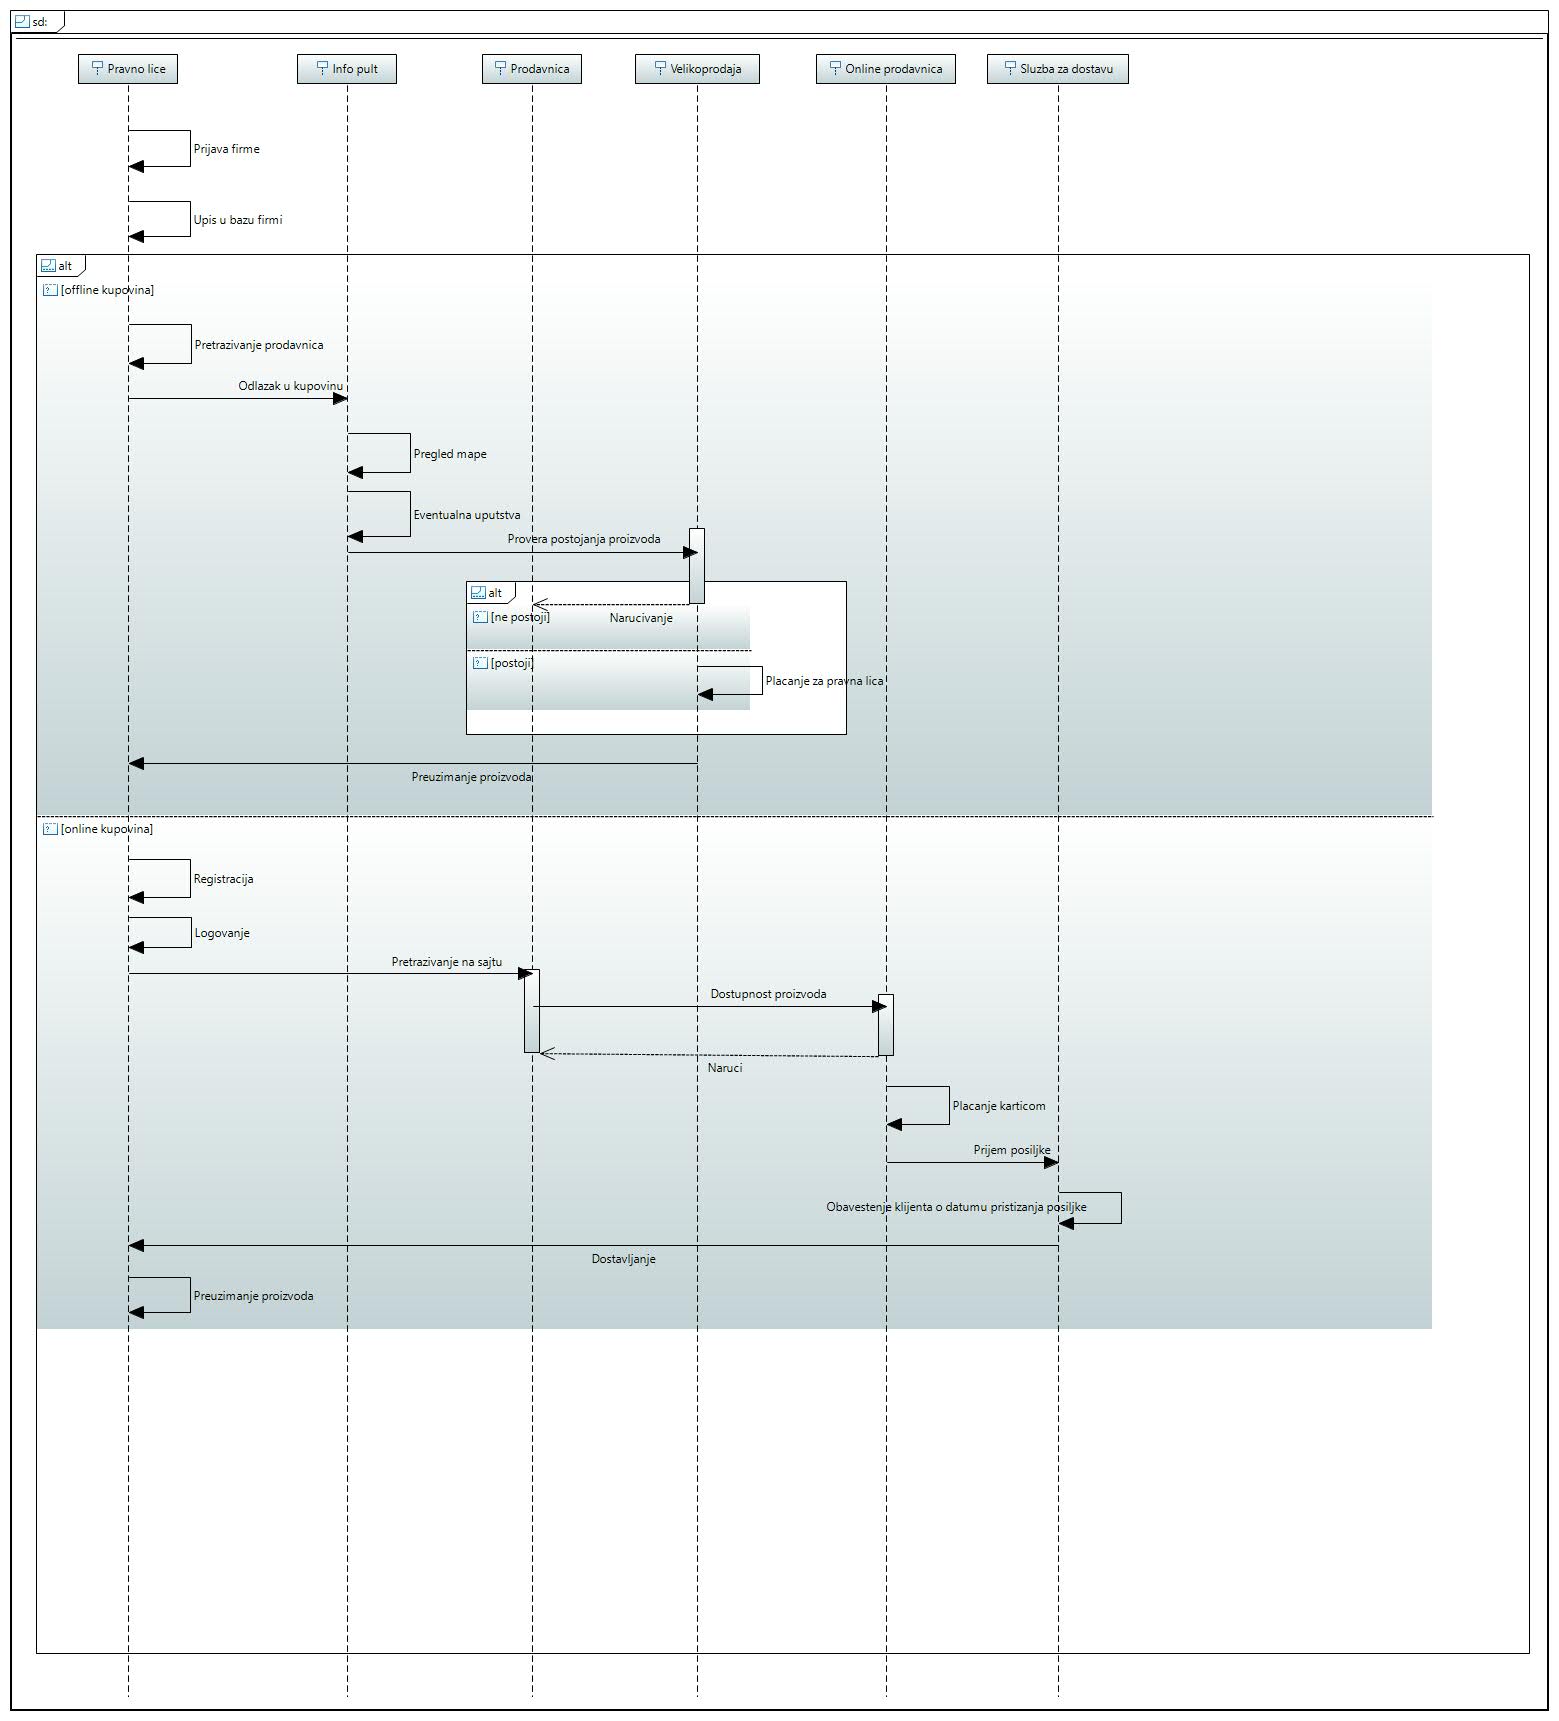 sd:
Pravno lice
Info pult
Prodavnica
Velikoprodaja
Online prodavnica
Sluzba za dostavu
Prijava firme
Upis u bazu firmi
alt
[offline kupovina]
Pretrazivanje prodavnica
Odlazak u kupovinu
Pregled mape
Eventualna uputstva
Provera postojanja proizvoda
alt
[ne postoji]
Narucivanje
[postoji]
Placanje za pravna lica
Preuzimanje proizvoda
[online kupovina]
Registracija
Logovanje
Pretrazivanje na sajtu
Dostupnost proizvoda
Naruci
Placanje karticom
Prijem posiljke
Obavestenje klijenta o datumu pristizanja posiljke
Dostavljanje
Preuzimanje proizvoda